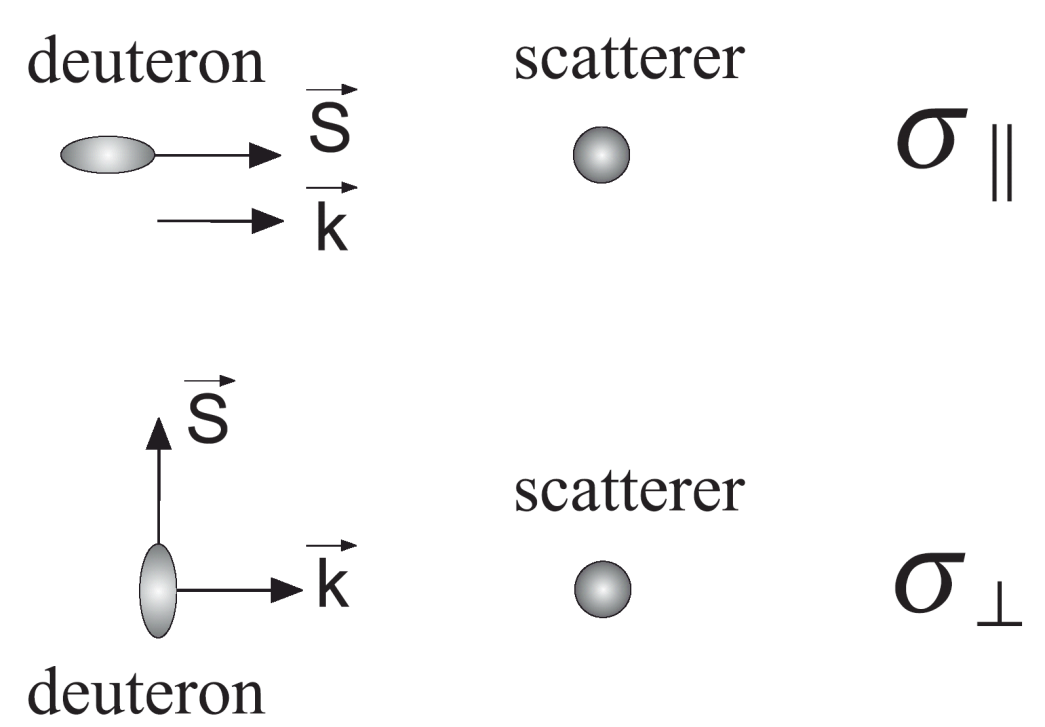 deuteron scatterer
S⃗ σ∥
k⃗
S⃗
scatterer
k⃗ σ⊥
deuteron